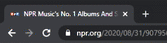 NPR Music's No. 1 Albums And S
npr.org/2020/08/31/90795